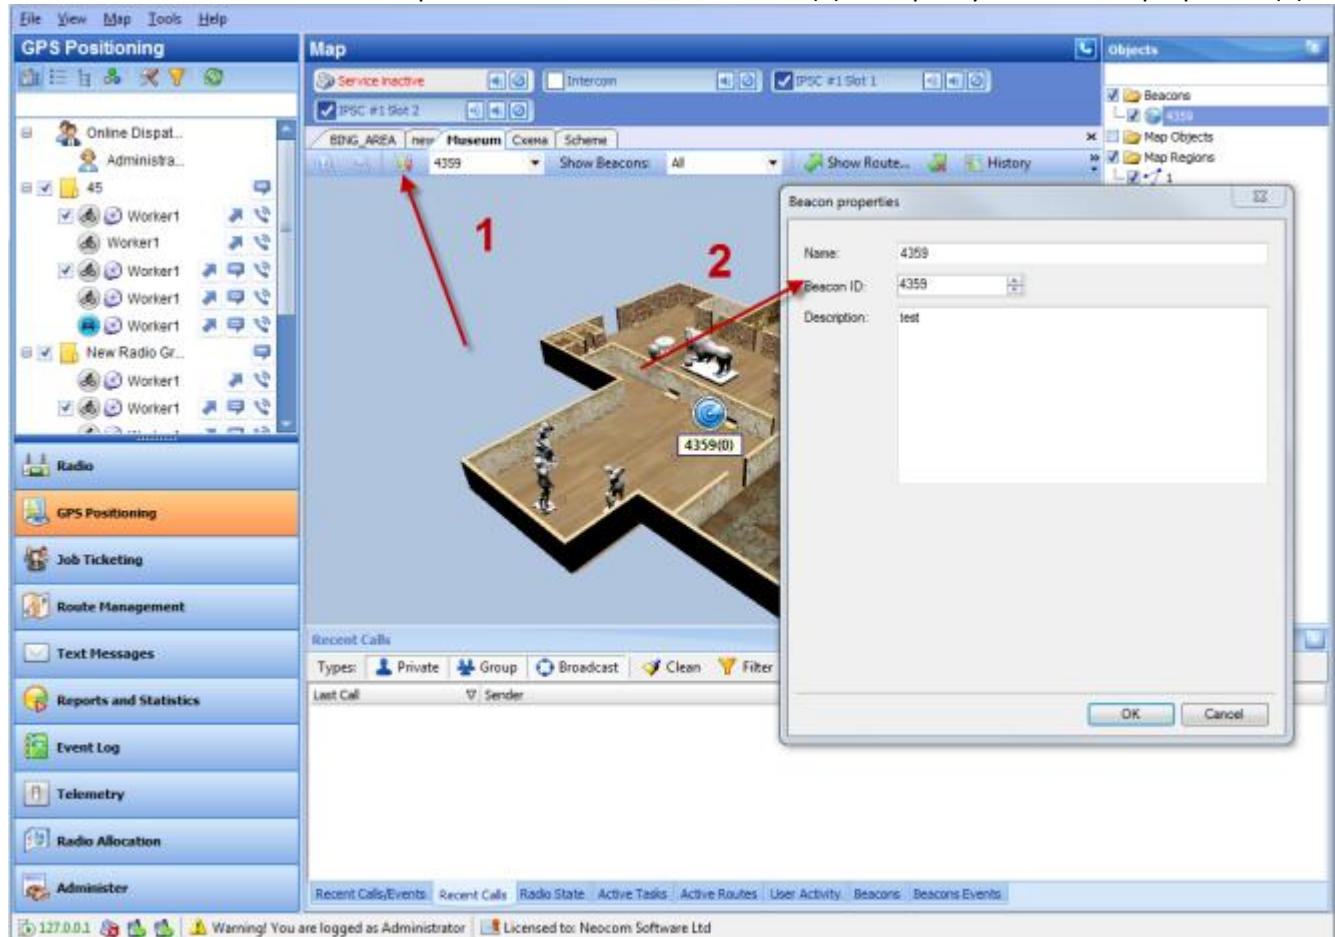 File View Map Tools Help
GPS Positioning
Map
Objects
Service inactive
Intercom
IPSC #1 Slot 1
IPSC #1 Slot 2
Beacons
4359
Map Objects
Map Regions
1
BING_AREA new Museum Схема Scheme
4359 Show Beacons: All Show Route... History
Online Dispat...
Administra...
45
Worker1
Worker1
Worker1
Worker1
Worker1
New Radio Gr...
Worker1
Worker1
1
2
4359(0)
Beacon properties
Name: 4359
Beacon ID: 4359
Description: test
OK Cancel
Radio
GPS Positioning
Job Ticketing
Route Management
Text Messages
Reports and Statistics
Event Log
Telemetry
Radio Allocation
Administer
Recent Calls
Types: Private Group Broadcast Clean Filter
Last Call Sender
Recent Calls/Events Recent Calls Radio State Active Tasks Active Routes User Activity Beacons Beacons Events
127.0.0.1 Warning! You are logged as Administrator Licensed to: Neocom Software Ltd